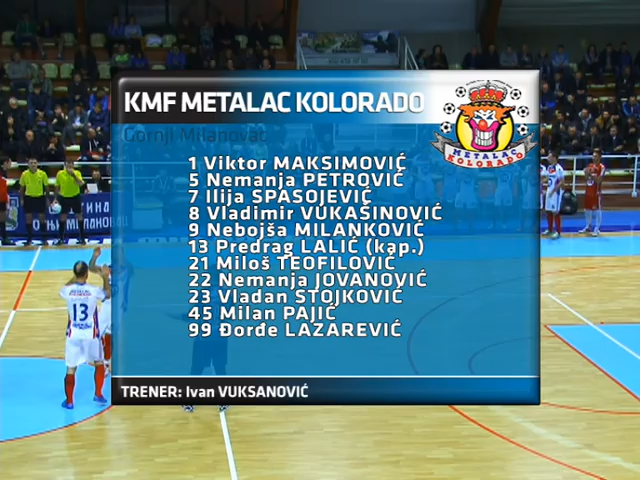 KMF METALAC KOLORADO
Gornji Milanovac
METALAC
KOLORADO
1 Viktor MAKSIMOVIĆ
5 Nemanja PETROVIĆ
7 Ilija SPASOJEVIĆ
8 Vladimir VUKAŠINOVIĆ
9 Nebojša MILANKOVIĆ
13 Predrag LALIĆ (kap.)
21 Miloš TEOFILOVIĆ
22 Nemanja JOVANOVIĆ
23 Vladan STOJKOVIĆ
45 Milan PAJIĆ
99 Đorđe LAZAREVIĆ
13
TRENER: Ivan VUKSANOVIĆ